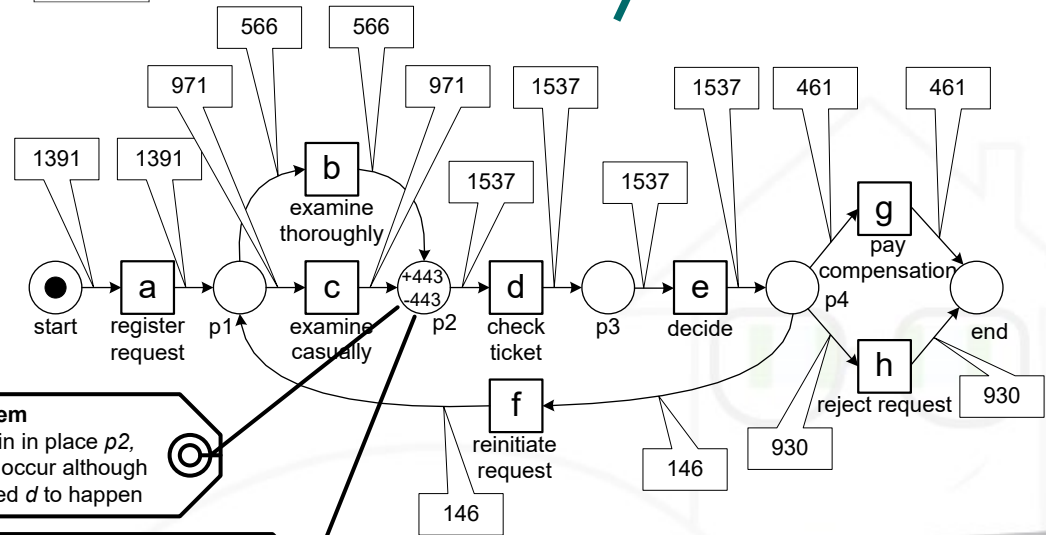 566
566
971
971
1537
1537
461
461
1391
1391
1537
1537
b
examine
thoroughly
g
pay
compensation
start
a
register
request
p1
c
examine
casually
+443
-443
p2
d
check
ticket
p3
e
decide
p4
end
h
reject request
930
930
f
reinitiate
request
146
146
in in place p2,
occur although
d to happen